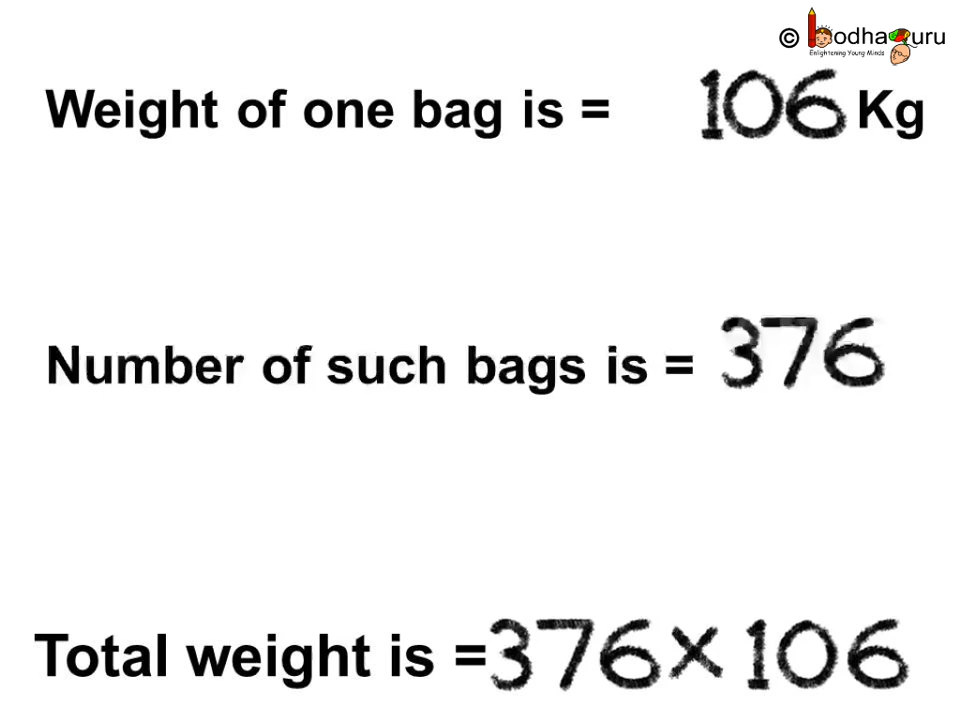 © BodhaGuru
Enlightening Young Minds
Weight of one bag is = 106 Kg
Number of such bags is = 376
Total weight is = 376 × 106